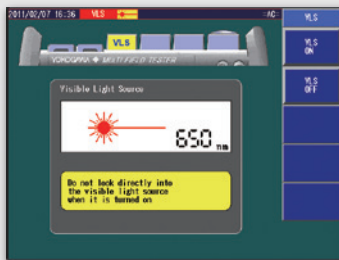 2011/02/07 16:36 VLS =AC= VLS
VLS
VLS
ON
YOKOGAWA ◆ MULTI FIELD TESTER
VLS
OFF
Visible Light Source
650 nm
Do not look directly into
the visible light source
when it is turned on